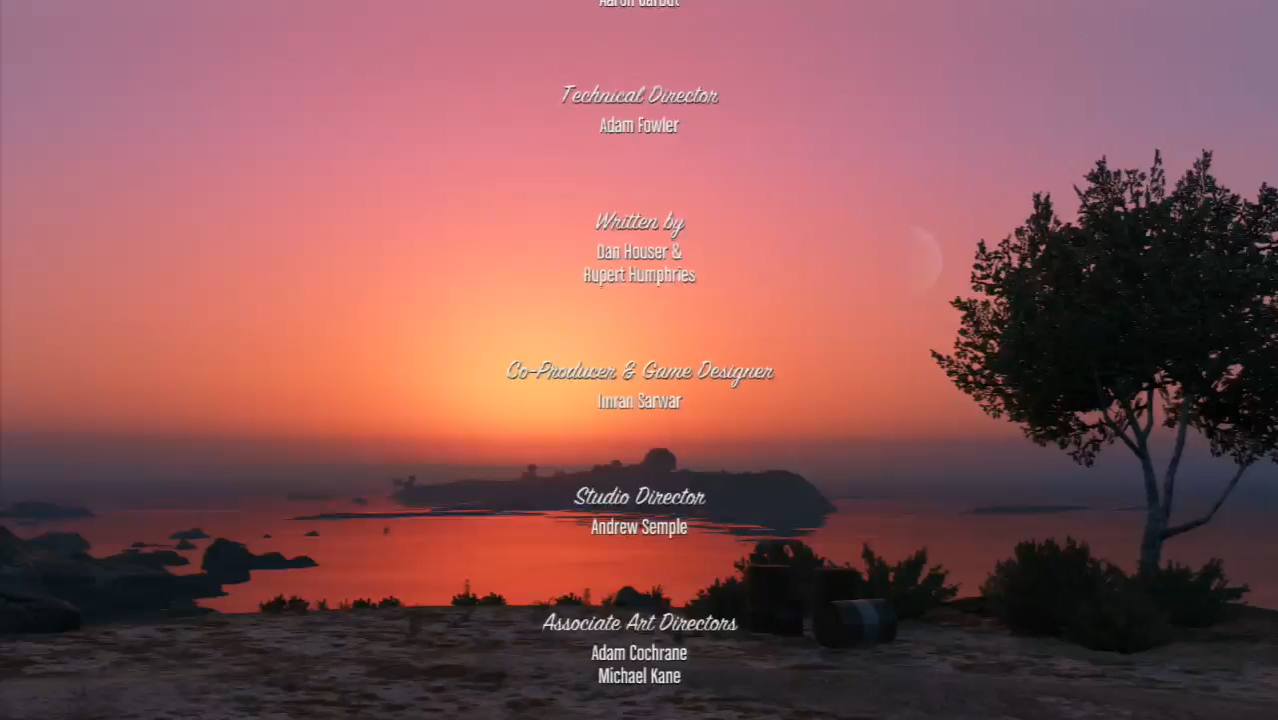 Technical Director
Adam Fowler
Written by
Dan Houser &
Rupert Humphries
Co-Producer & Game Designer
Imran Sarwar
Studio Director
Andrew Semple
Associate Art Directors
Adam Cochrane
Michael Kane